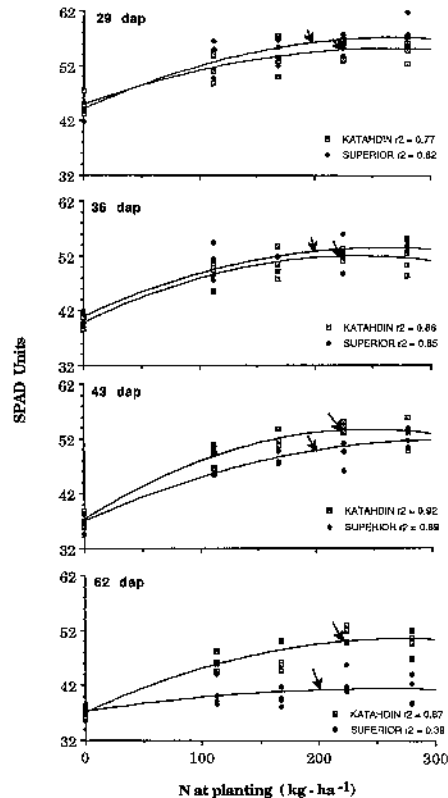 62
29 dap
52
42
KATAHDIN r2 = 0.77
SUPERIOR r2 = 0.82
32
62
36 dap
52
42
KATAHDIN r2 = 0.86
SUPERIOR r2 = 0.85
32
SPAD Units
62
43 dap
52
42
KATAHDIN r2 = 0.92
SUPERIOR r2 = 0.89
32
62
62 dap
52
42
KATAHDIN r2 = 0.87
SUPERIOR r2 = 0.39
32
0 100 200 300
N at planting (kg-ha-1)